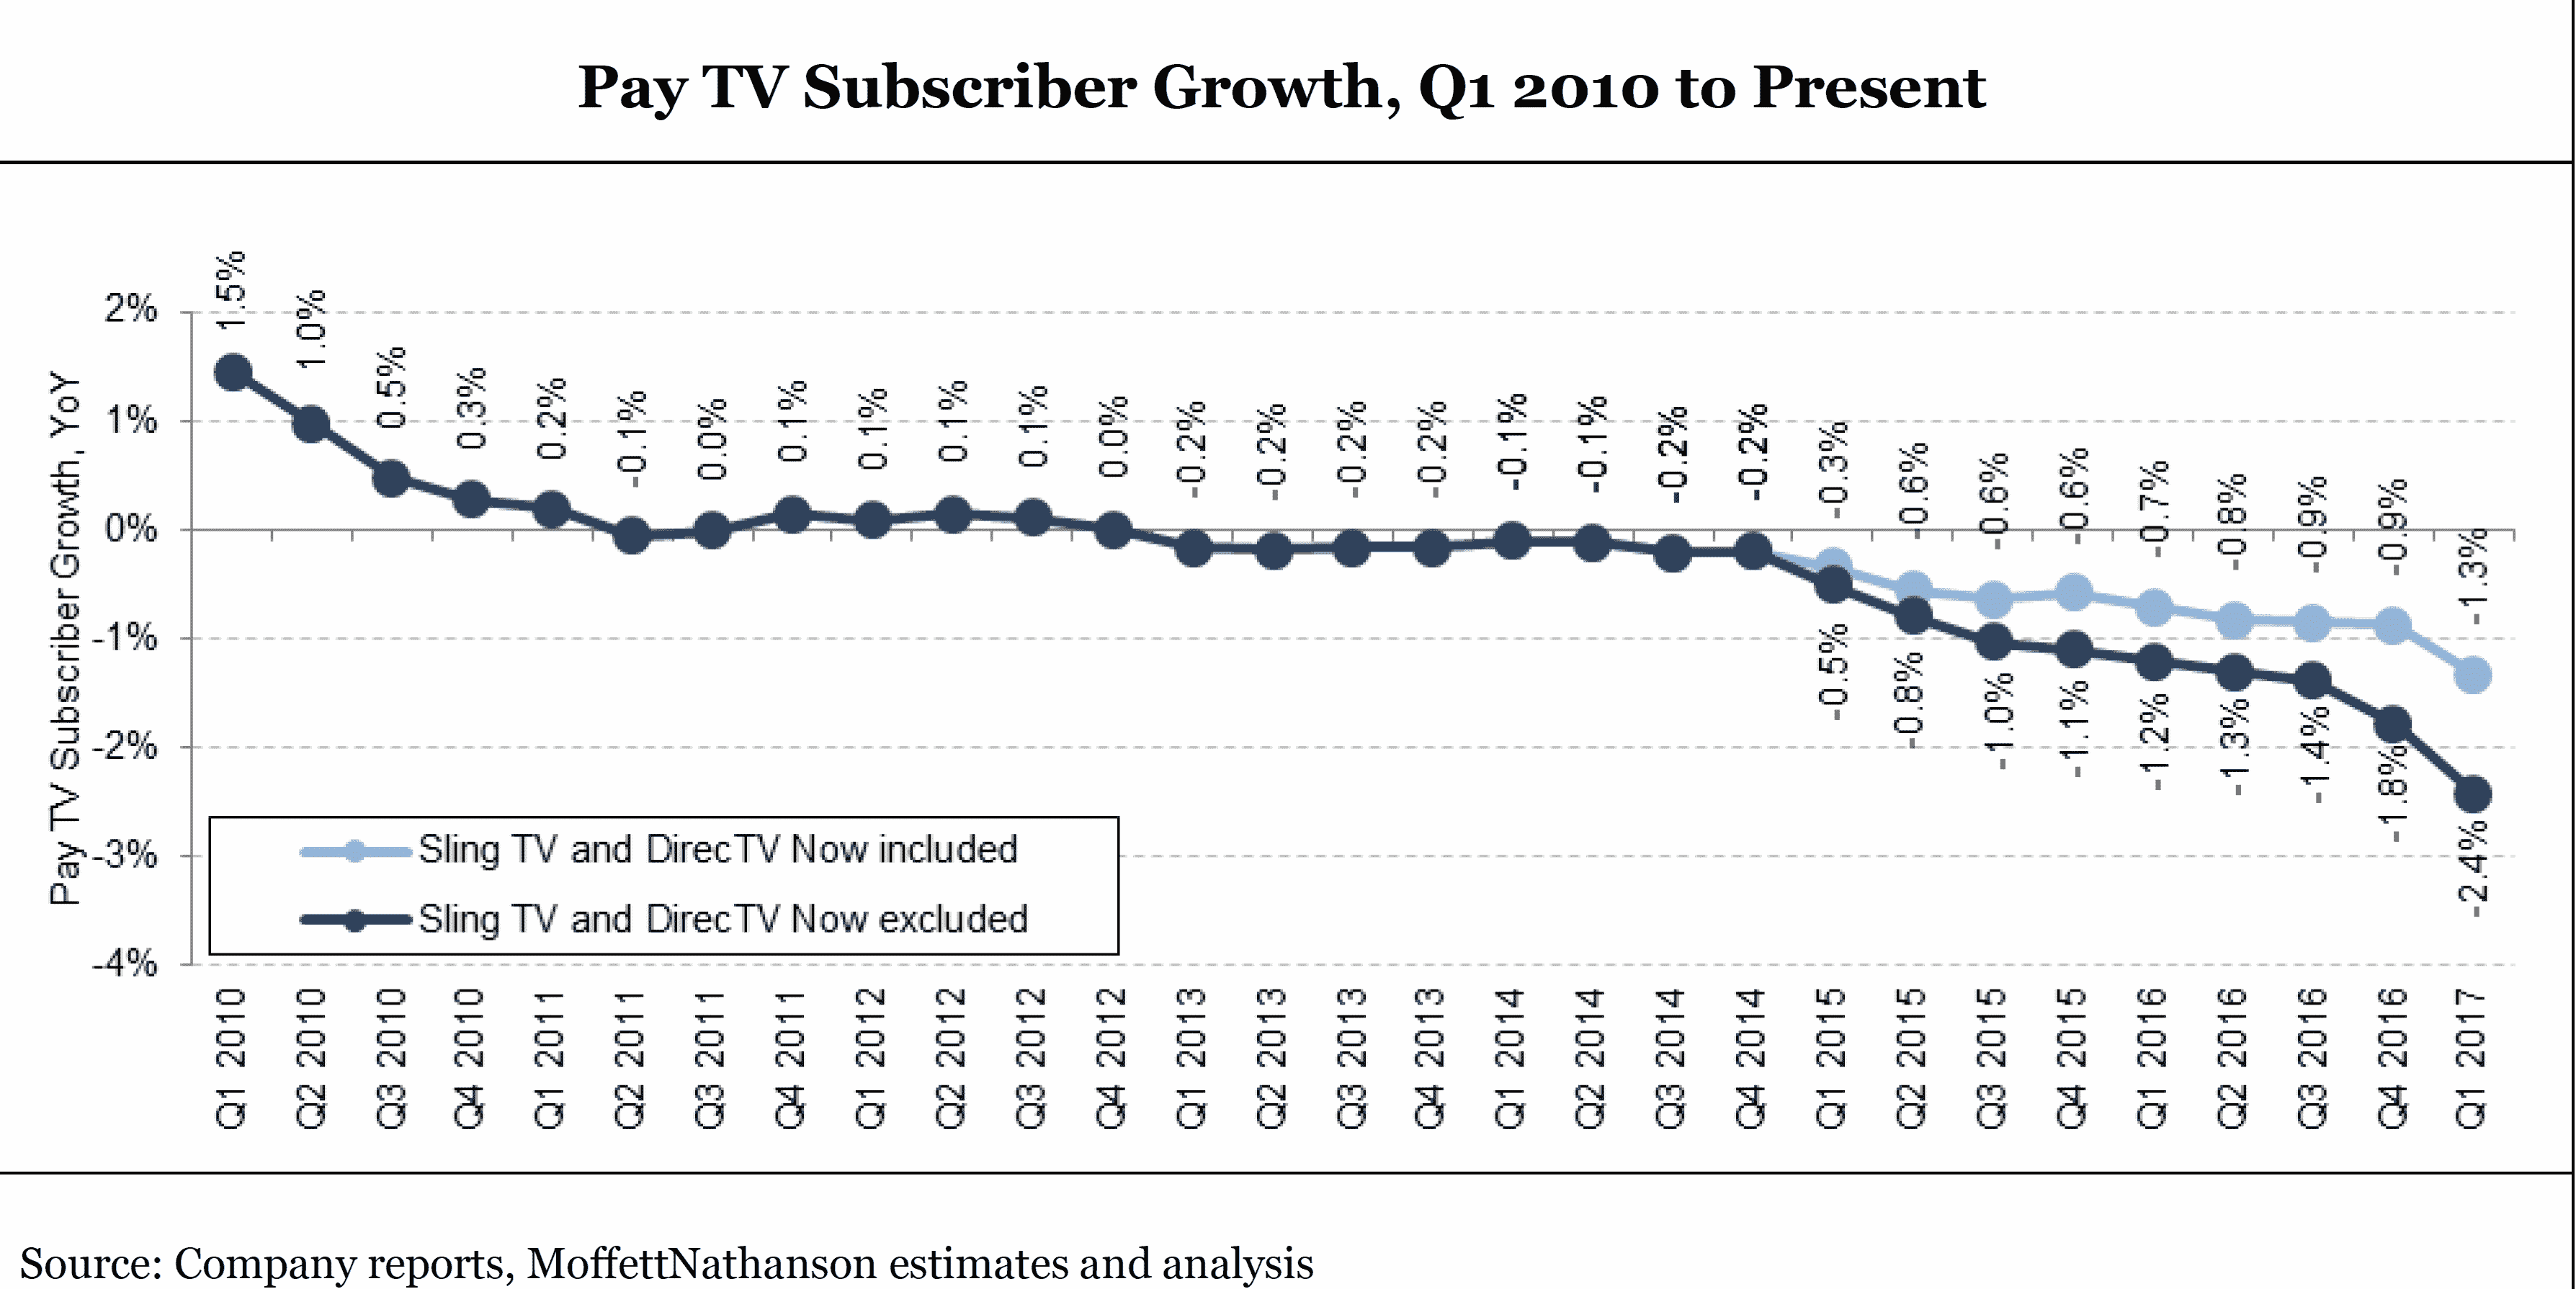 Pay TV Subscriber Growth, Q1 2010 to Present
Pay TV Subscriber Growth, YoY
2%
1%
0%
-1%
-2%
-3%
-4%
1.5%
1.0%
0.5%
0.3%
0.2%
-0.1%
0.0%
0.1%
0.1%
0.1%
0.1%
0.0%
-0.2%
-0.2%
-0.2%
-0.2%
-0.1%
-0.1%
-0.2%
-0.2%
-0.3%
-0.6%
-0.6%
-0.6%
-0.7%
-0.8%
-0.9%
-0.9%
-1.3%
-0.5%
-0.8%
-1.0%
-1.1%
-1.2%
-1.3%
-1.4%
-1.8%
-2.4%
Sling TV and DirecTV Now included
Sling TV and DirecTV Now excluded
Q1 2010
Q2 2010
Q3 2010
Q4 2010
Q1 2011
Q2 2011
Q3 2011
Q4 2011
Q1 2012
Q2 2012
Q3 2012
Q4 2012
Q1 2013
Q2 2013
Q3 2013
Q4 2013
Q1 2014
Q2 2014
Q3 2014
Q4 2014
Q1 2015
Q2 2015
Q3 2015
Q4 2015
Q1 2016
Q2 2016
Q3 2016
Q4 2016
Q1 2017
Source: Company reports, MoffettNathanson estimates and analysis